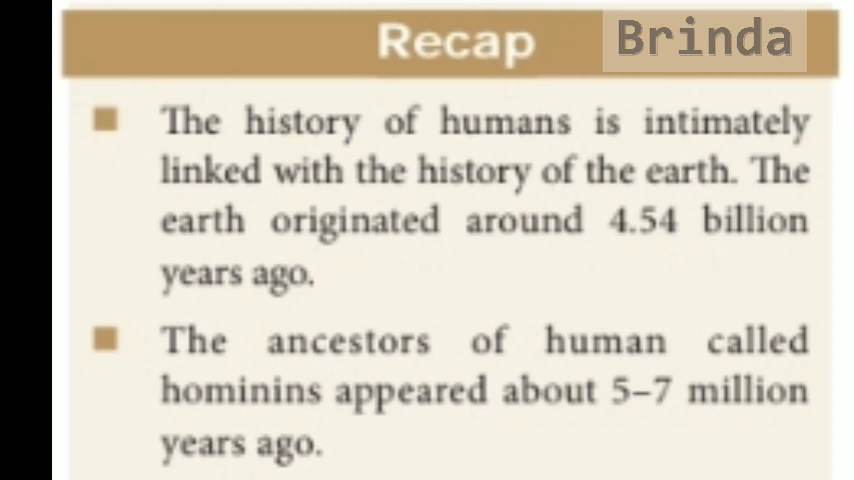 Recap
Brinda
The history of humans is intimately
linked with the history of the earth. The
earth originated around 4.54 billion
years ago.
The ancestors of human called
hominins appeared about 5–7 million
years ago.